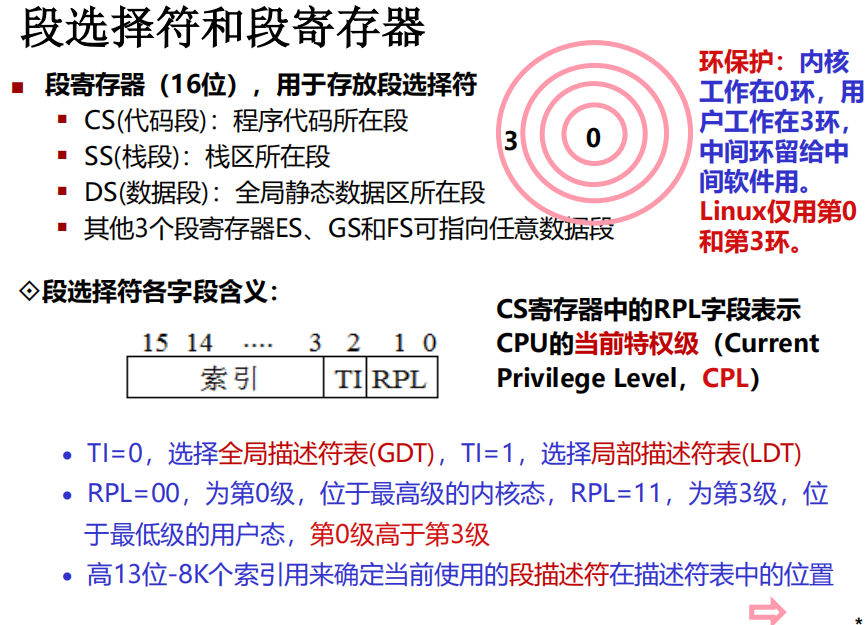 段选择符和段寄存器
■ 段寄存器（16位），用于存放段选择符
▪ CS(代码段)：程序代码所在段
▪ SS(栈段)：栈区所在段
▪ DS(数据段)：全局静态数据区所在段
▪ 其他3个段寄存器ES、GS和FS可指向任意数据段
3 0
环保护：内核
工作在0环，用
户工作在3环，
中间环留给中
间软件用。
Linux仅用第0
和第3环。
◇段选择符各字段含义：
15 14 .... 3 2 1 0
索引 TI RPL
CS寄存器中的RPL字段表示
CPU的当前特权级（Current
Privilege Level，CPL）
• TI=0，选择全局描述符表(GDT)，TI=1，选择局部描述符表(LDT)
• RPL=00，为第0级，位于最高级的内核态，RPL=11，为第3级，位
于最低级的用户态，第0级高于第3级
• 高13位-8K个索引用来确定当前使用的段描述符在描述符表中的位置
*